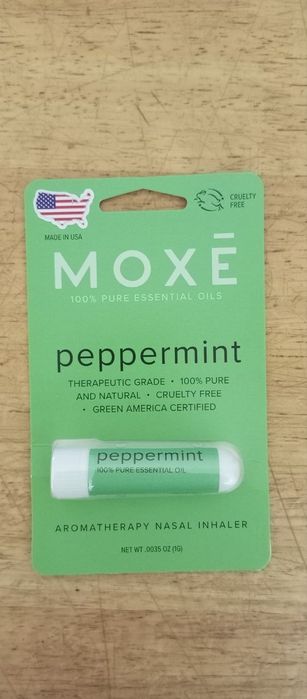 MADE IN USA
CRUELTY
FREE
MOXĒ
100% PURE ESSENTIAL OILS
peppermint
THERAPEUTIC GRADE • 100% PURE
AND NATURAL • CRUELTY FREE
• GREEN AMERICA CERTIFIED
peppermint
100% PURE ESSENTIAL OIL
AROMATHERAPY NASAL INHALER
NET WT .0035 OZ (1G)